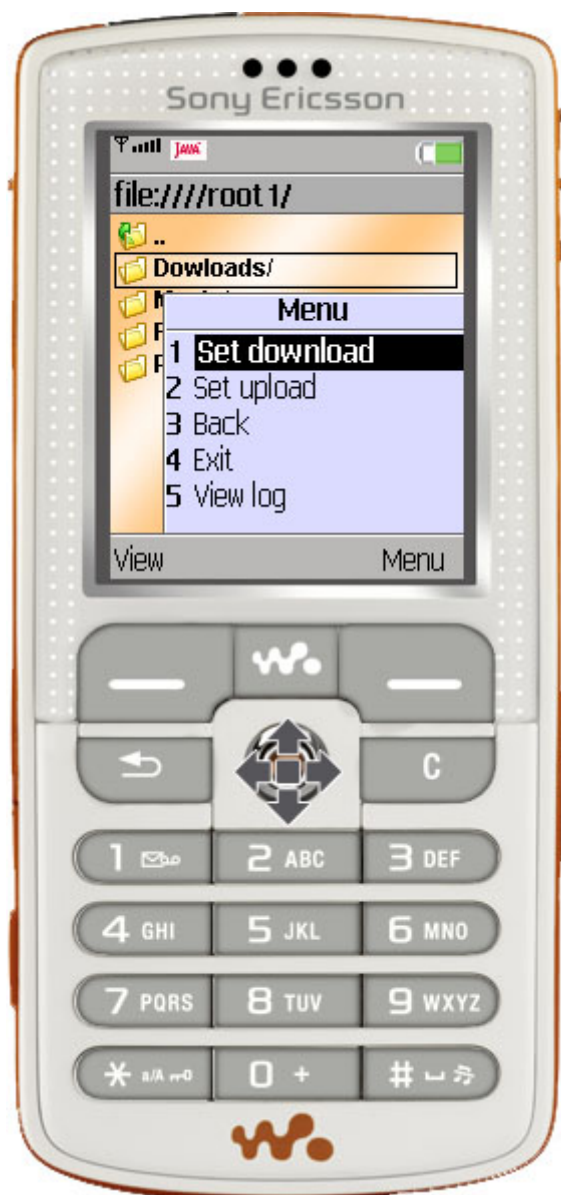 Sony Ericsson
JAVA
file:////root1/
..
Dowloads/
Menu
1 Set download
2 Set upload
3 Back
4 Exit
5 View log
View Menu
C
1 2 ABC 3 DEF
4 GHI 5 JKL 6 MNO
7 PQRS 8 TUV 9 WXYZ
* a/A 0 + #